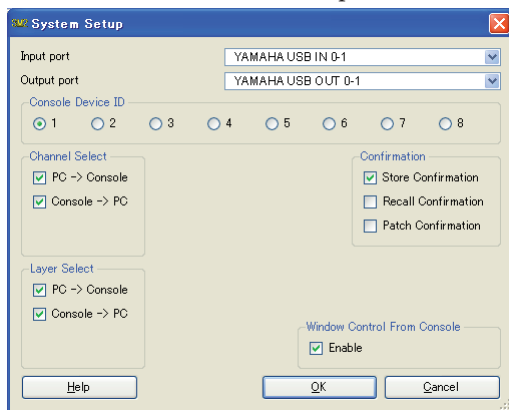 SM2 System Setup
Input port YAMAHA USB IN 0-1
Output port YAMAHA USB OUT 0-1
Console Device ID
1 2 3 4 5 6 7 8
Channel Select
PC -> Console
Console -> PC
Confirmation
Store Confirmation
Recall Confirmation
Patch Confirmation
Layer Select
PC -> Console
Console -> PC
Window Control From Console
Enable
Help OK Cancel